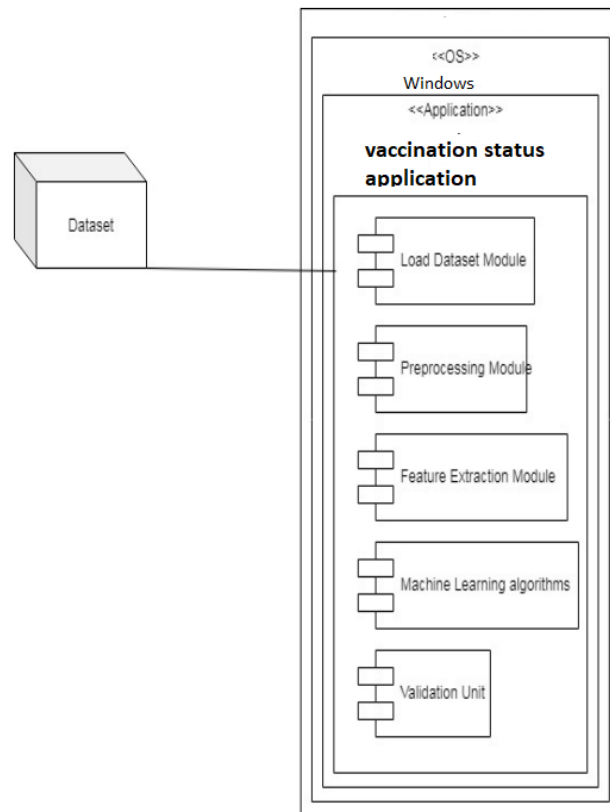 <<OS>>
Windows
<<Application>>
vaccination status
application
Dataset
Load Dataset Module
Preprocessing Module
Feature Extraction Module
Machine Learning algorithms
Validation Unit